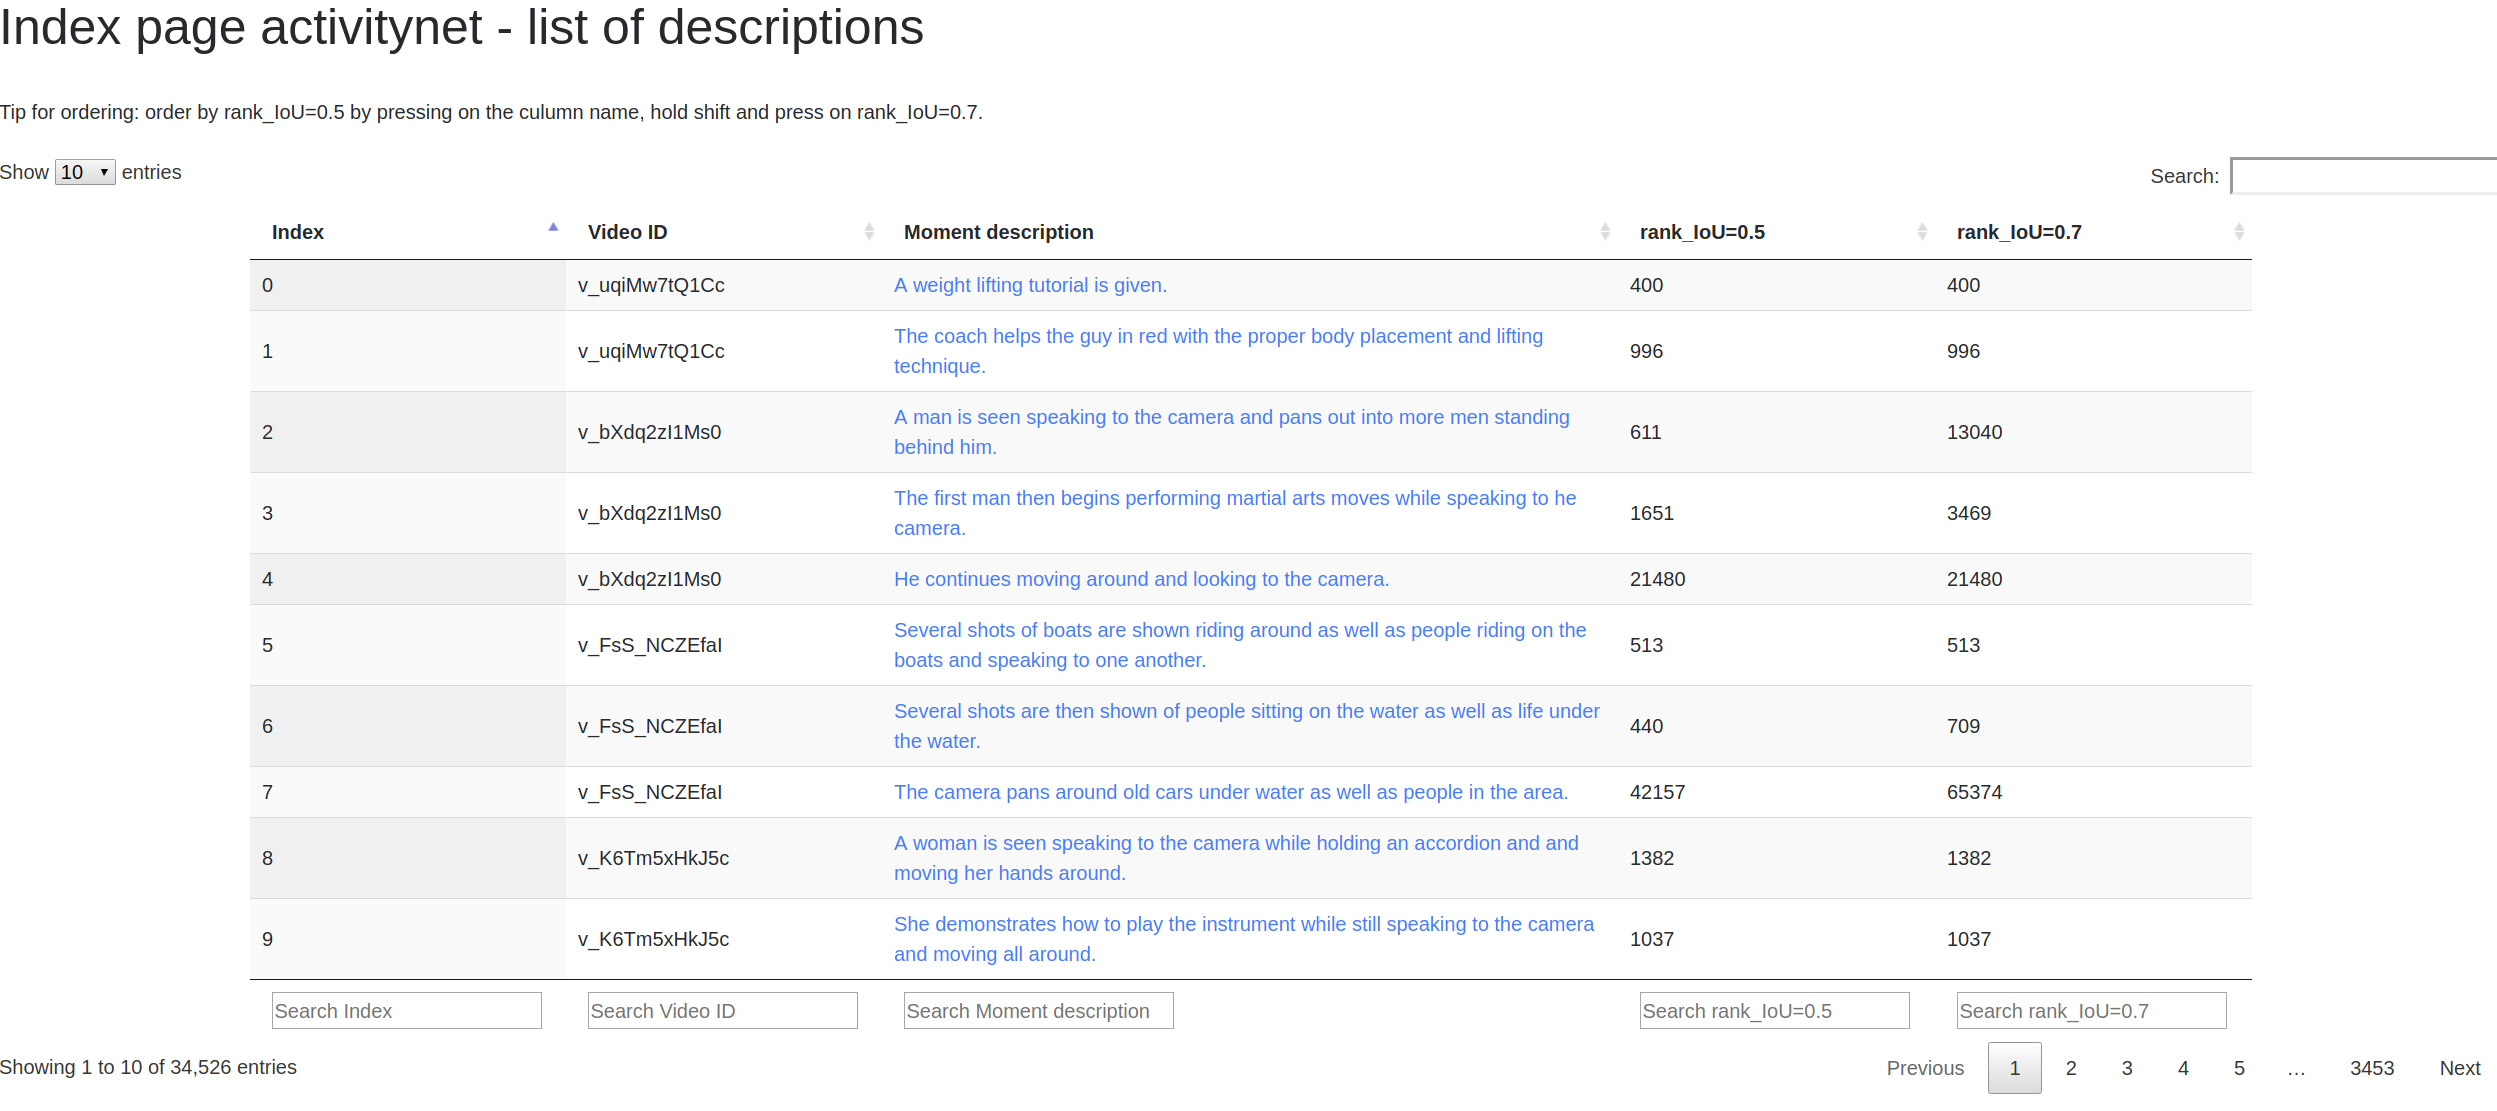 Index page activitynet - list of descriptions
Tip for ordering: order by rank_IoU=0.5 by pressing on the culumn name, hold shift and press on rank_IoU=0.7.
Show 10 entries
Search:
Index Video ID Moment description rank_IoU=0.5 rank_IoU=0.7
0 v_uqiMw7tQ1Cc A weight lifting tutorial is given. 400 400
1 v_uqiMw7tQ1Cc The coach helps the guy in red with the proper body placement and lifting
technique. 996 996
2 v_bXdq2zI1Ms0 A man is seen speaking to the camera and pans out into more men standing
behind him. 611 13040
3 v_bXdq2zI1Ms0 The first man then begins performing martial arts moves while speaking to he
camera. 1651 3469
4 v_bXdq2zI1Ms0 He continues moving around and looking to the camera. 21480 21480
5 v_FsS_NCZEfaI Several shots of boats are shown riding around as well as people riding on the
boats and speaking to one another. 513 513
6 v_FsS_NCZEfaI Several shots are then shown of people sitting on the water as well as life under
the water. 440 709
7 v_FsS_NCZEfaI The camera pans around old cars under water as well as people in the area. 42157 65374
8 v_K6Tm5xHkJ5c A woman is seen speaking to the camera while holding an accordion and and
moving her hands around. 1382 1382
9 v_K6Tm5xHkJ5c She demonstrates how to play the instrument while still speaking to the camera
and moving all around. 1037 1037
Search Index Search Video ID Search Moment description Search rank_IoU=0.5 Search rank_IoU=0.7
Showing 1 to 10 of 34,526 entries
Previous 1 2 3 4 5 … 3453 Next